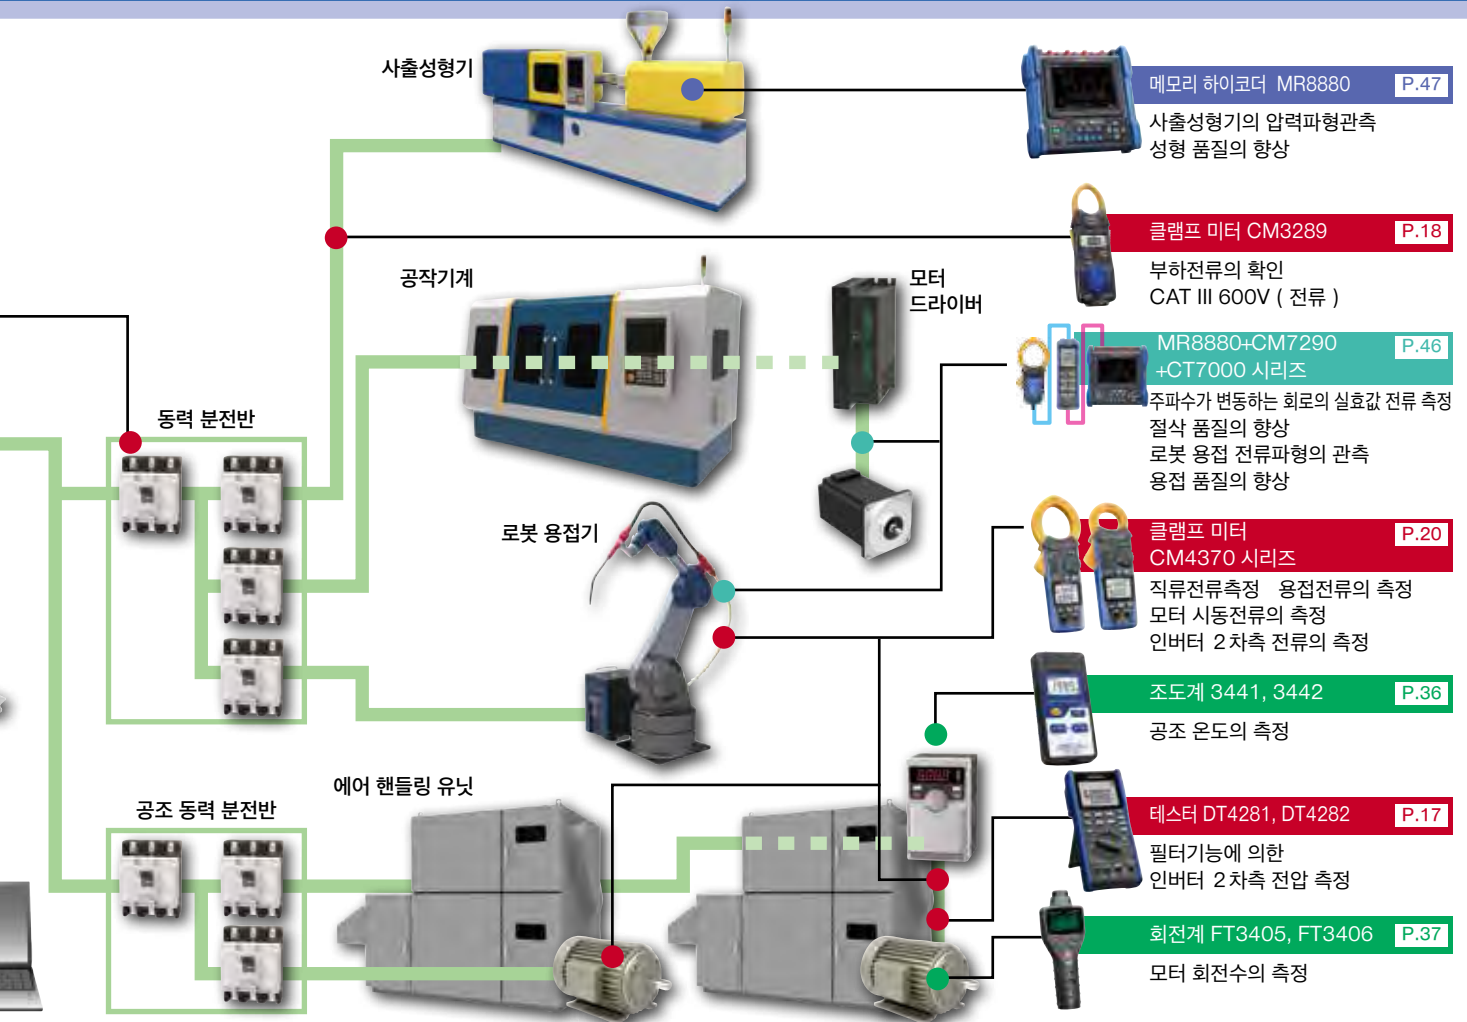 사출성형기
메모리 하이코더 MR8880 P.47
사출성형기의 압력파형관측
성형 품질의 향상
클램프 미터 CM3289 P.18
부하전류의 확인
CAT III 600V ( 전류 )
공작기계
모터
드라이버
MR8880+CM7290 P.46
+CT7000 시리즈
주파수가 변동하는 회로의 실효값 전류 측정
절삭 품질의 향상
로봇 용접 전류파형의 관측
용접 품질의 향상
동력 분전반
로봇 용접기
클램프 미터 P.20
CM4370 시리즈
직류전류측정 용접전류의 측정
모터 시동전류의 측정
인버터 2차측 전류의 측정
조도계 3441, 3442 P.36
공조 온도의 측정
에어 핸들링 유닛
공조 동력 분전반
테스터 DT4281, DT4282 P.17
필터기능에 의한
인버터 2차측 전압 측정
회전계 FT3405, FT3406 P.37
모터 회전수의 측정